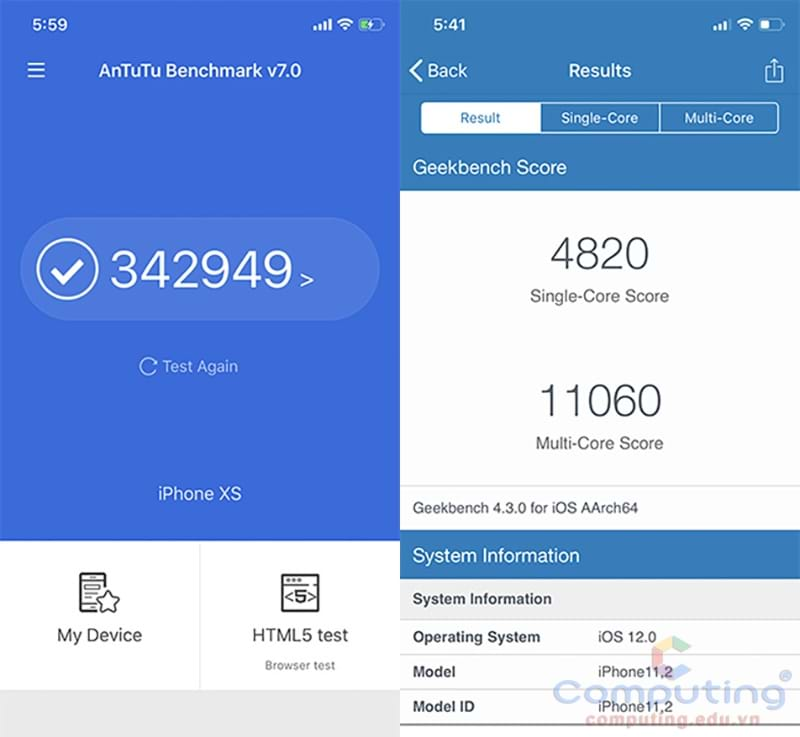 5:59
AnTuTu Benchmark v7.0
342949 >
Test Again
iPhone XS
My Device
HTML5 test
Browser test
5:41
Back
Results
Result
Single-Core
Multi-Core
Geekbench Score
4820
Single-Core Score
11060
Multi-Core Score
Geekbench 4.3.0 for iOS AArch64
System Information
System Information
Operating System iOS 12.0
Model iPhone11,2
Model ID iPhone11,2
Computing®
computing.edu.vn